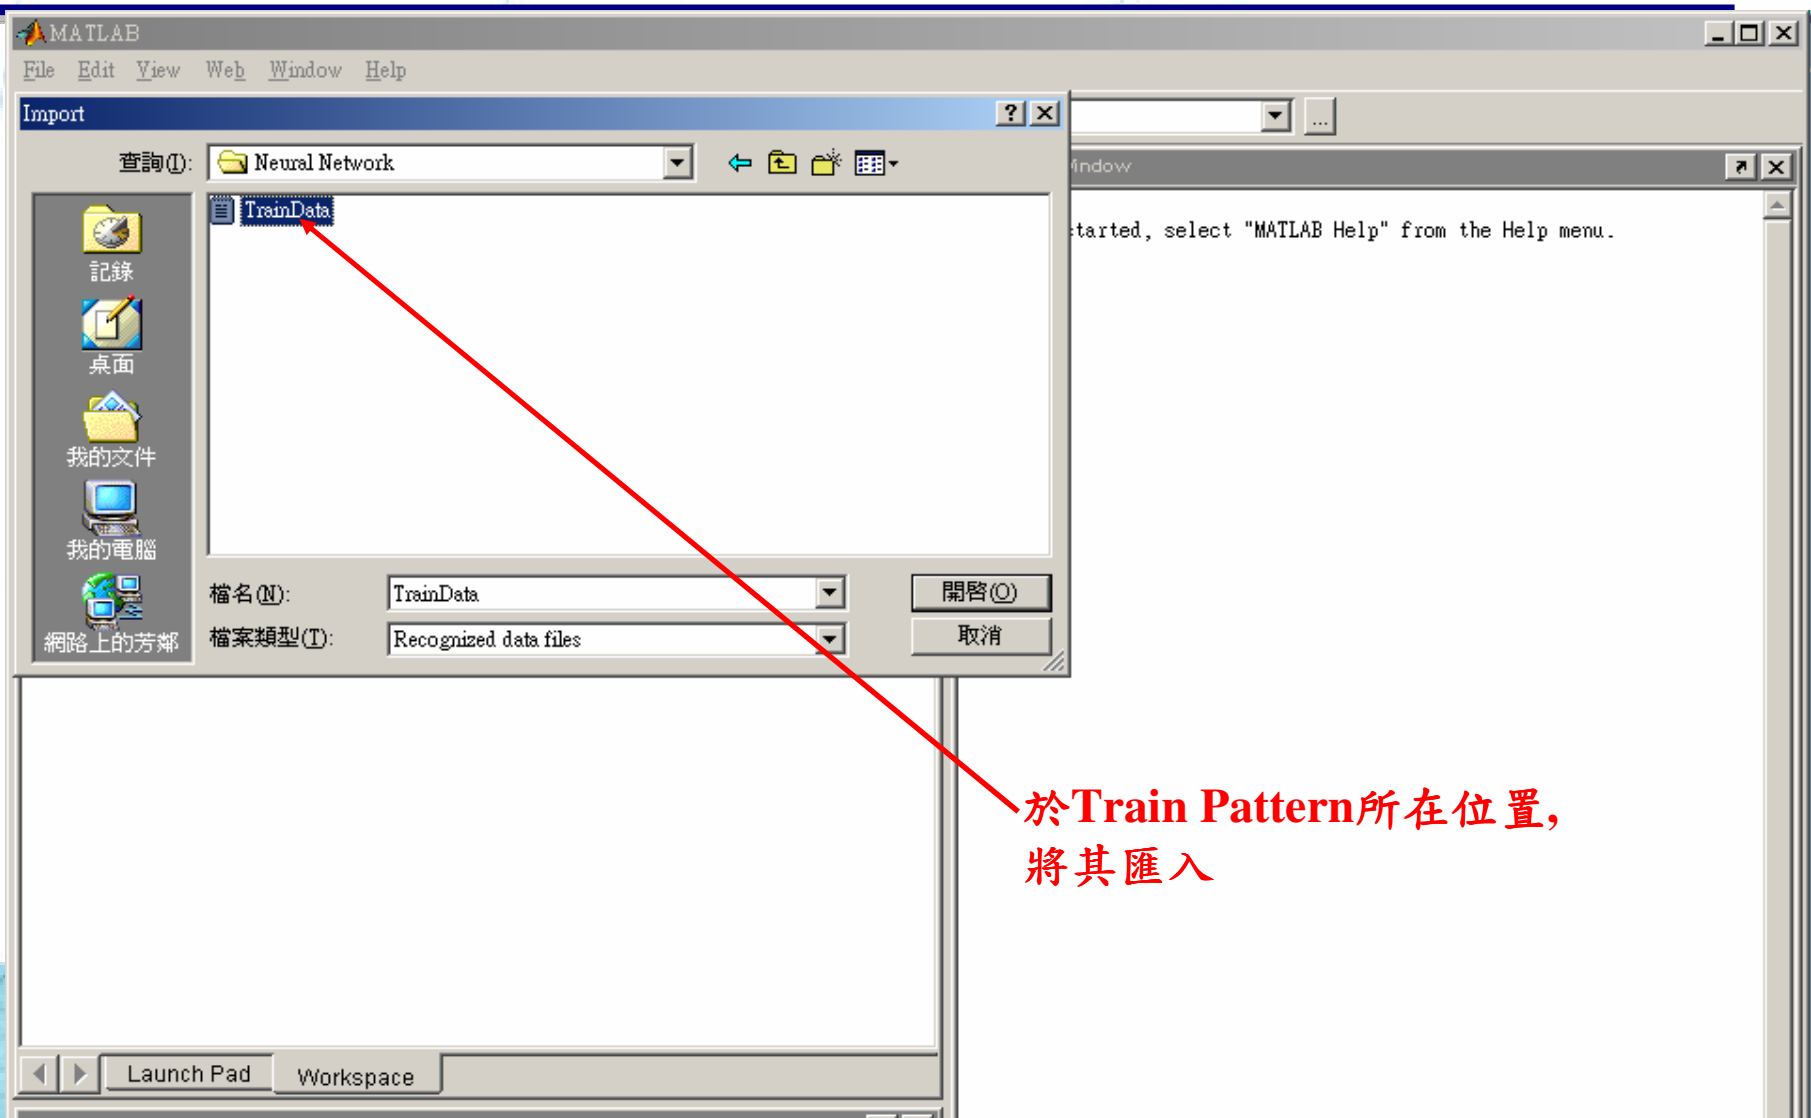 MATLAB
File Edit View Web Window Help
Import
查詢(I):
Neural Network
...
TrainData
記錄
桌面
我的文件
我的電腦
網路上的芳鄰
檔名(N):
TrainData
開啓(O)
檔案類型(T):
Recognized data files
取消
started, select "MATLAB Help" from the Help menu.
於Train Pattern所在位置,
將其匯入
Launch Pad
Workspace